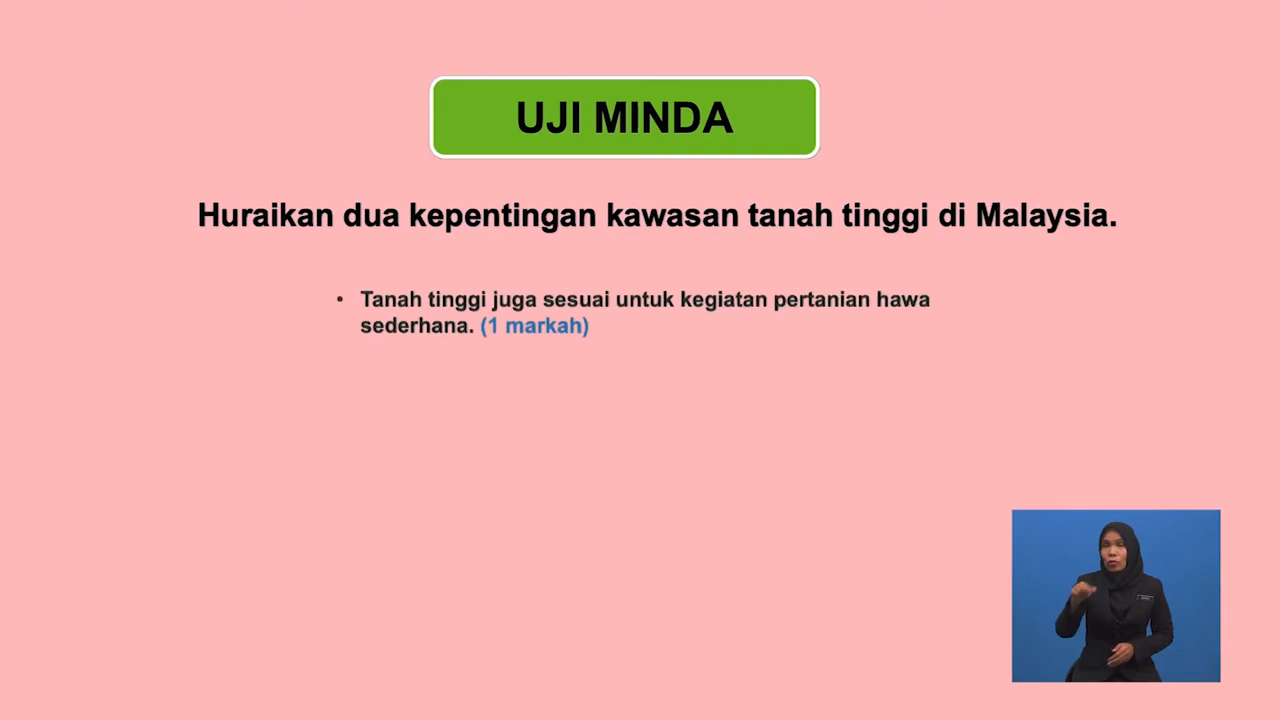 UJI MINDA
Huraikan dua kepentingan kawasan tanah tinggi di Malaysia.
• Tanah tinggi juga sesuai untuk kegiatan pertanian hawa
sederhana. (1 markah)